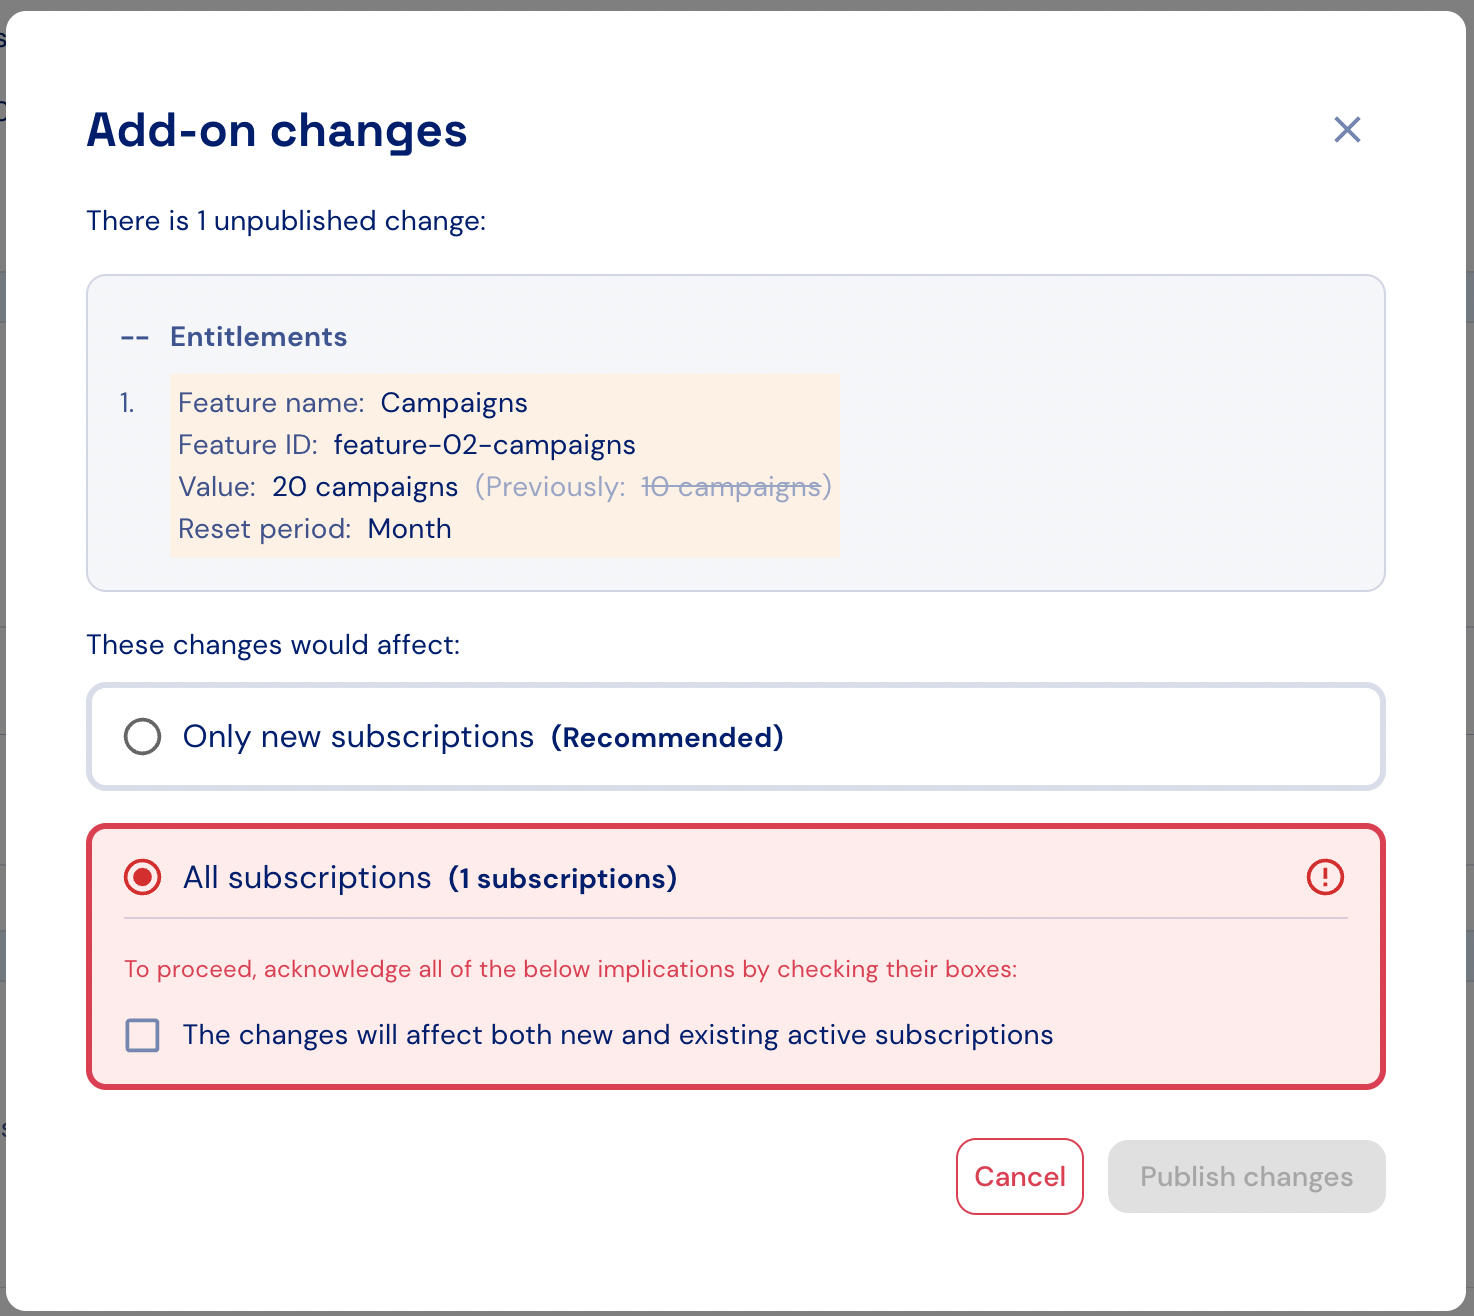 Add-on changes
There is 1 unpublished change:
-- Entitlements
1. Feature name: Campaigns
Feature ID: feature-02-campaigns
Value: 20 campaigns (Previously: 10 campaigns)
Reset period: Month
These changes would affect:
Only new subscriptions (Recommended)
All subscriptions (1 subscriptions)
To proceed, acknowledge all of the below implications by checking their boxes:
The changes will affect both new and existing active subscriptions
Cancel Publish changes